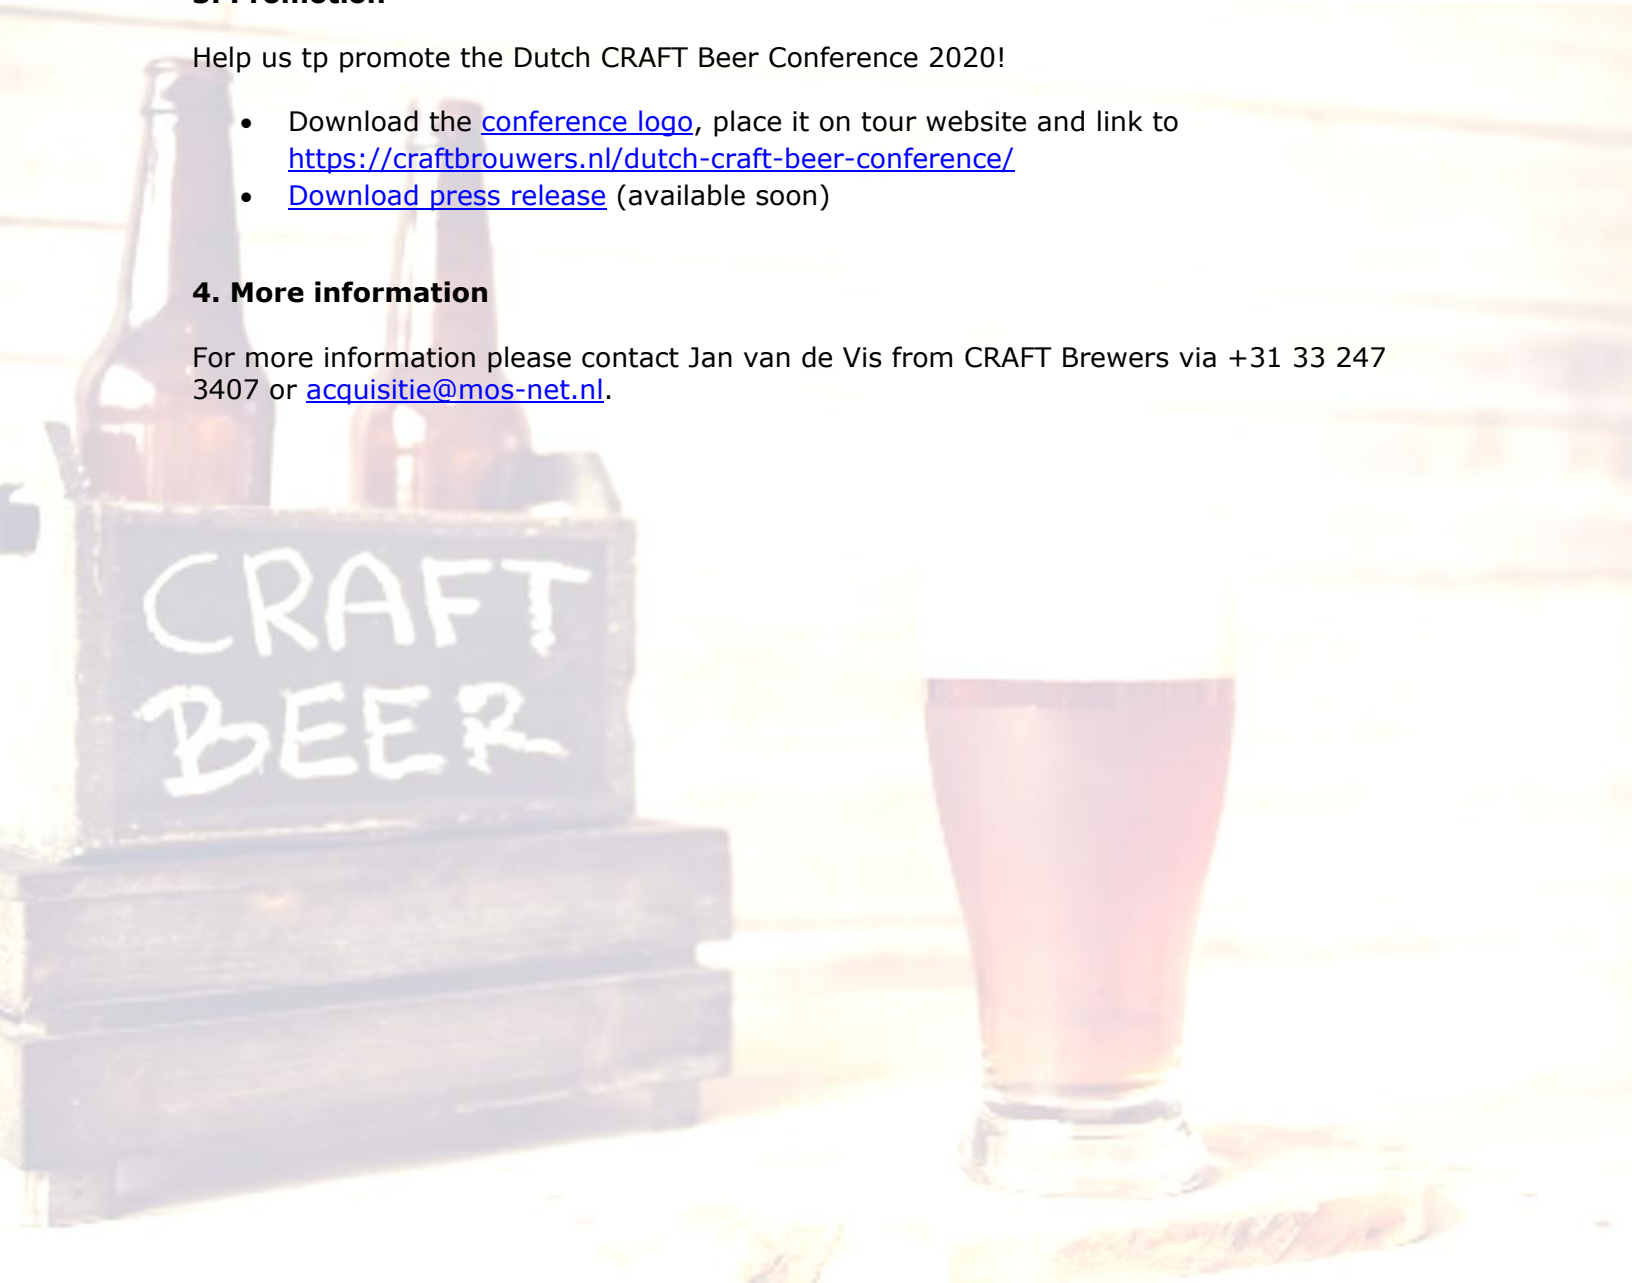 3. Promotion
Help us tp promote the Dutch CRAFT Beer Conference 2020!
• Download the conference logo, place it on tour website and link to
https://craftbrouwers.nl/dutch-craft-beer-conference/
• Download press release (available soon)
4. More information
For more information please contact Jan van de Vis from CRAFT Brewers via +31 33 247
3407 or acquisitie@mos-net.nl.
CRAFT
BEER